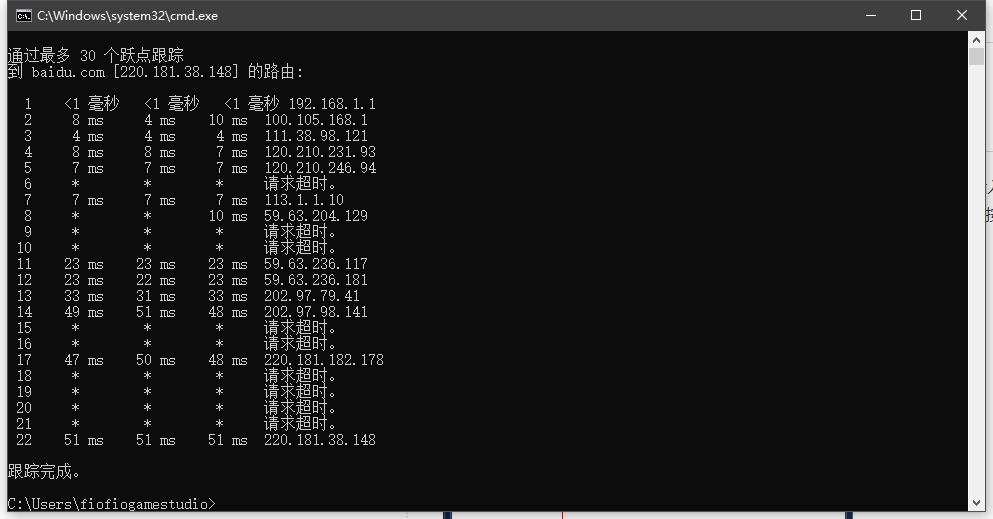 C:\Windows\system32\cmd.exe
通过最多 30 个跃点跟踪
到 baidu.com [220.181.38.148] 的路由:
1 <1 毫秒 <1 毫秒 <1 毫秒 192.168.1.1
2 8 ms 4 ms 10 ms 100.105.168.1
3 4 ms 4 ms 4 ms 111.38.98.121
4 8 ms 8 ms 7 ms 120.210.231.93
5 7 ms 7 ms 7 ms 120.210.246.94
6 * * * 请求超时。
7 7 ms 7 ms 7 ms 113.1.1.10
8 * * 10 ms 59.63.204.129
9 * * * 请求超时。
10 * * * 请求超时。
11 23 ms 23 ms 23 ms 59.63.236.117
12 23 ms 22 ms 23 ms 59.63.236.181
13 33 ms 31 ms 33 ms 202.97.79.41
14 49 ms 51 ms 48 ms 202.97.98.141
15 * * * 请求超时。
16 * * * 请求超时。
17 47 ms 50 ms 48 ms 220.181.182.178
18 * * * 请求超时。
19 * * * 请求超时。
20 * * * 请求超时。
21 * * * 请求超时。
22 51 ms 51 ms 51 ms 220.181.38.148
跟踪完成。
C:\Users\fiofiogamestudio>